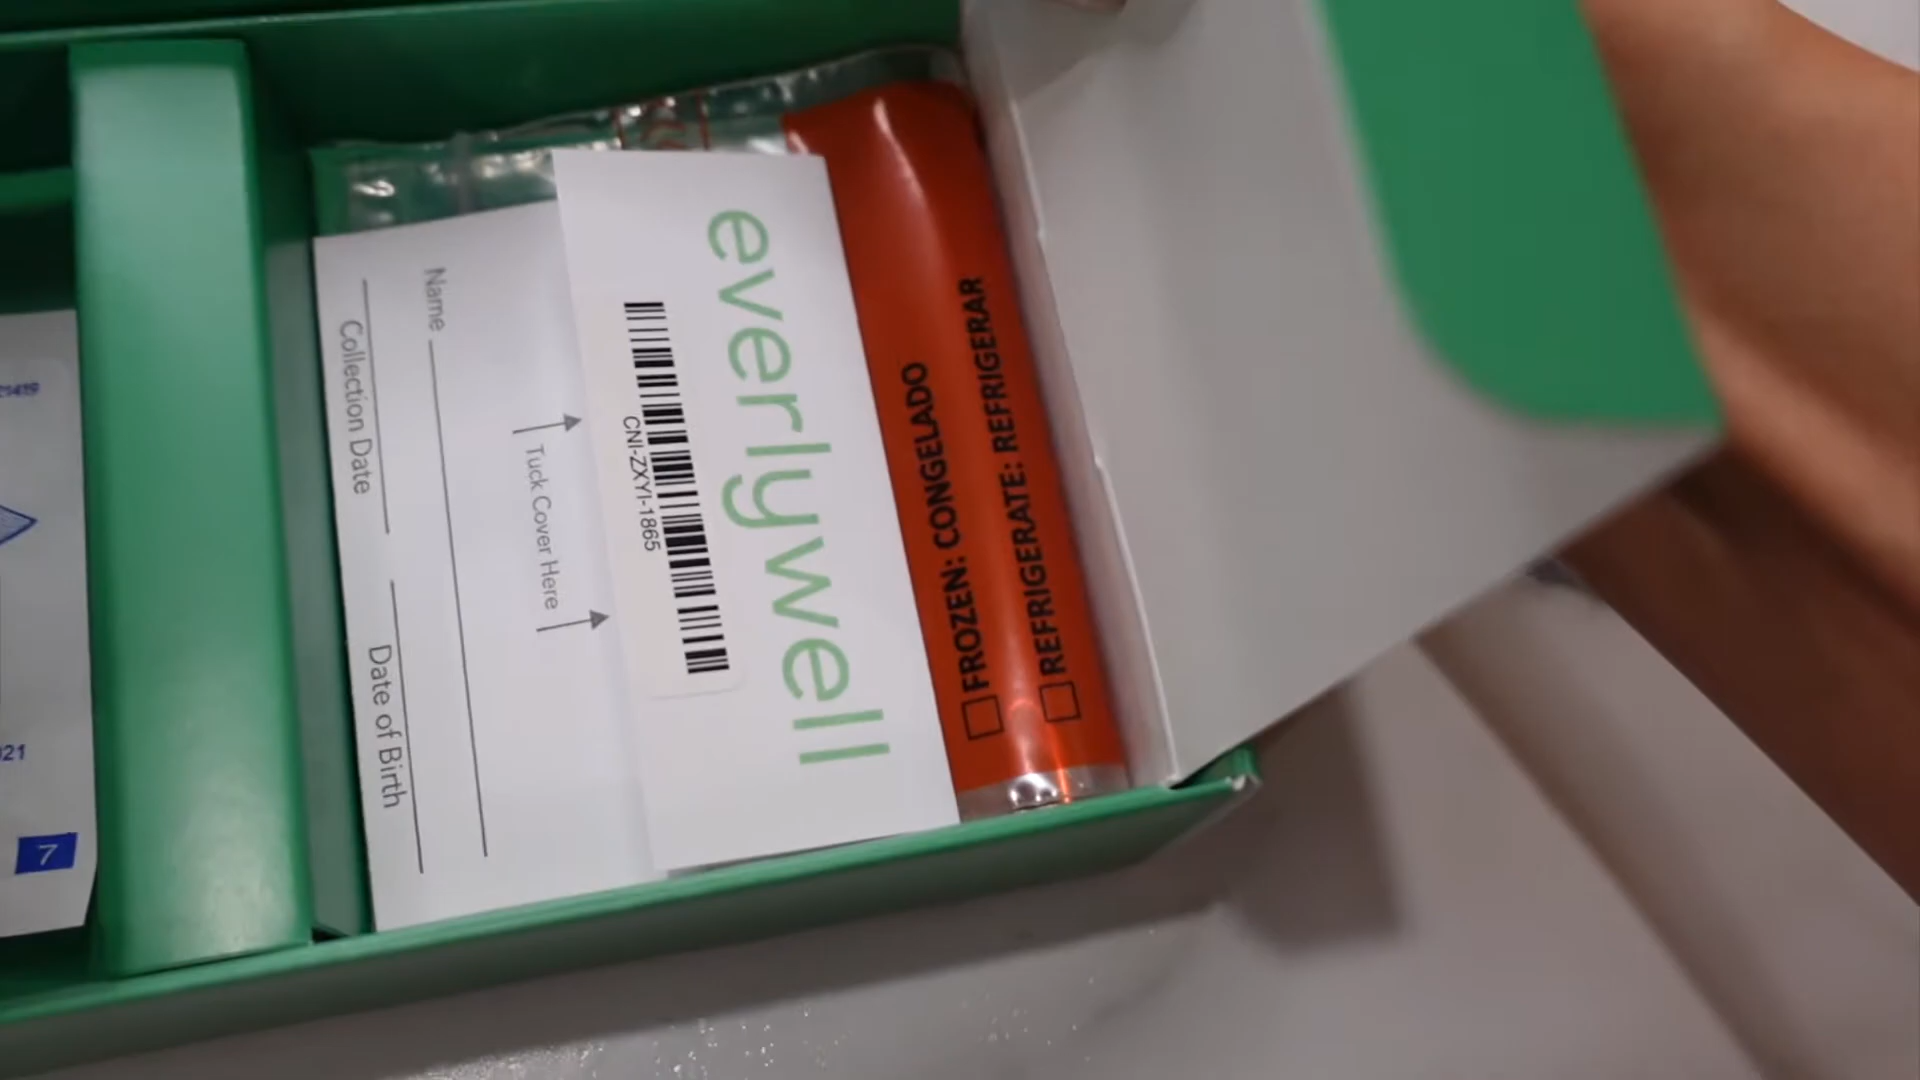 everlywell
CNI-ZXYI-1865
Tuck Cover Here
Name
Collection Date
Date of Birth
FROZEN: CONGELADO
REFRIGERATE: REFRIGERAR
7